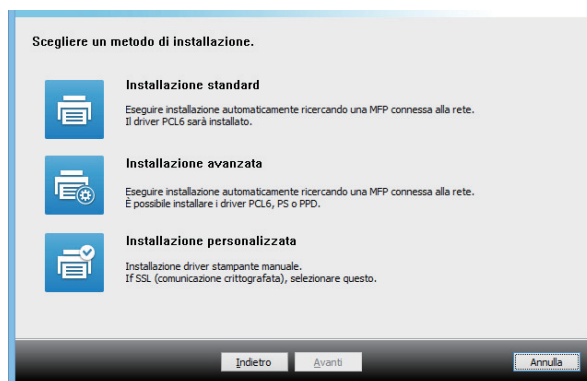 Scegliere un metodo di installazione.
Installazione standard
Eseguire installazione automaticamente ricercando una MFP connessa alla rete.
Il driver PCL6 sarà installato.
Installazione avanzata
Eseguire installazione automaticamente ricercando una MFP connessa alla rete.
È possibile installare i driver PCL6, PS o PPD.
Installazione personalizzata
Installazione driver stampante manuale.
If SSL (comunicazione crittografata), selezionare questo.
Indietro
Avanti
Annulla